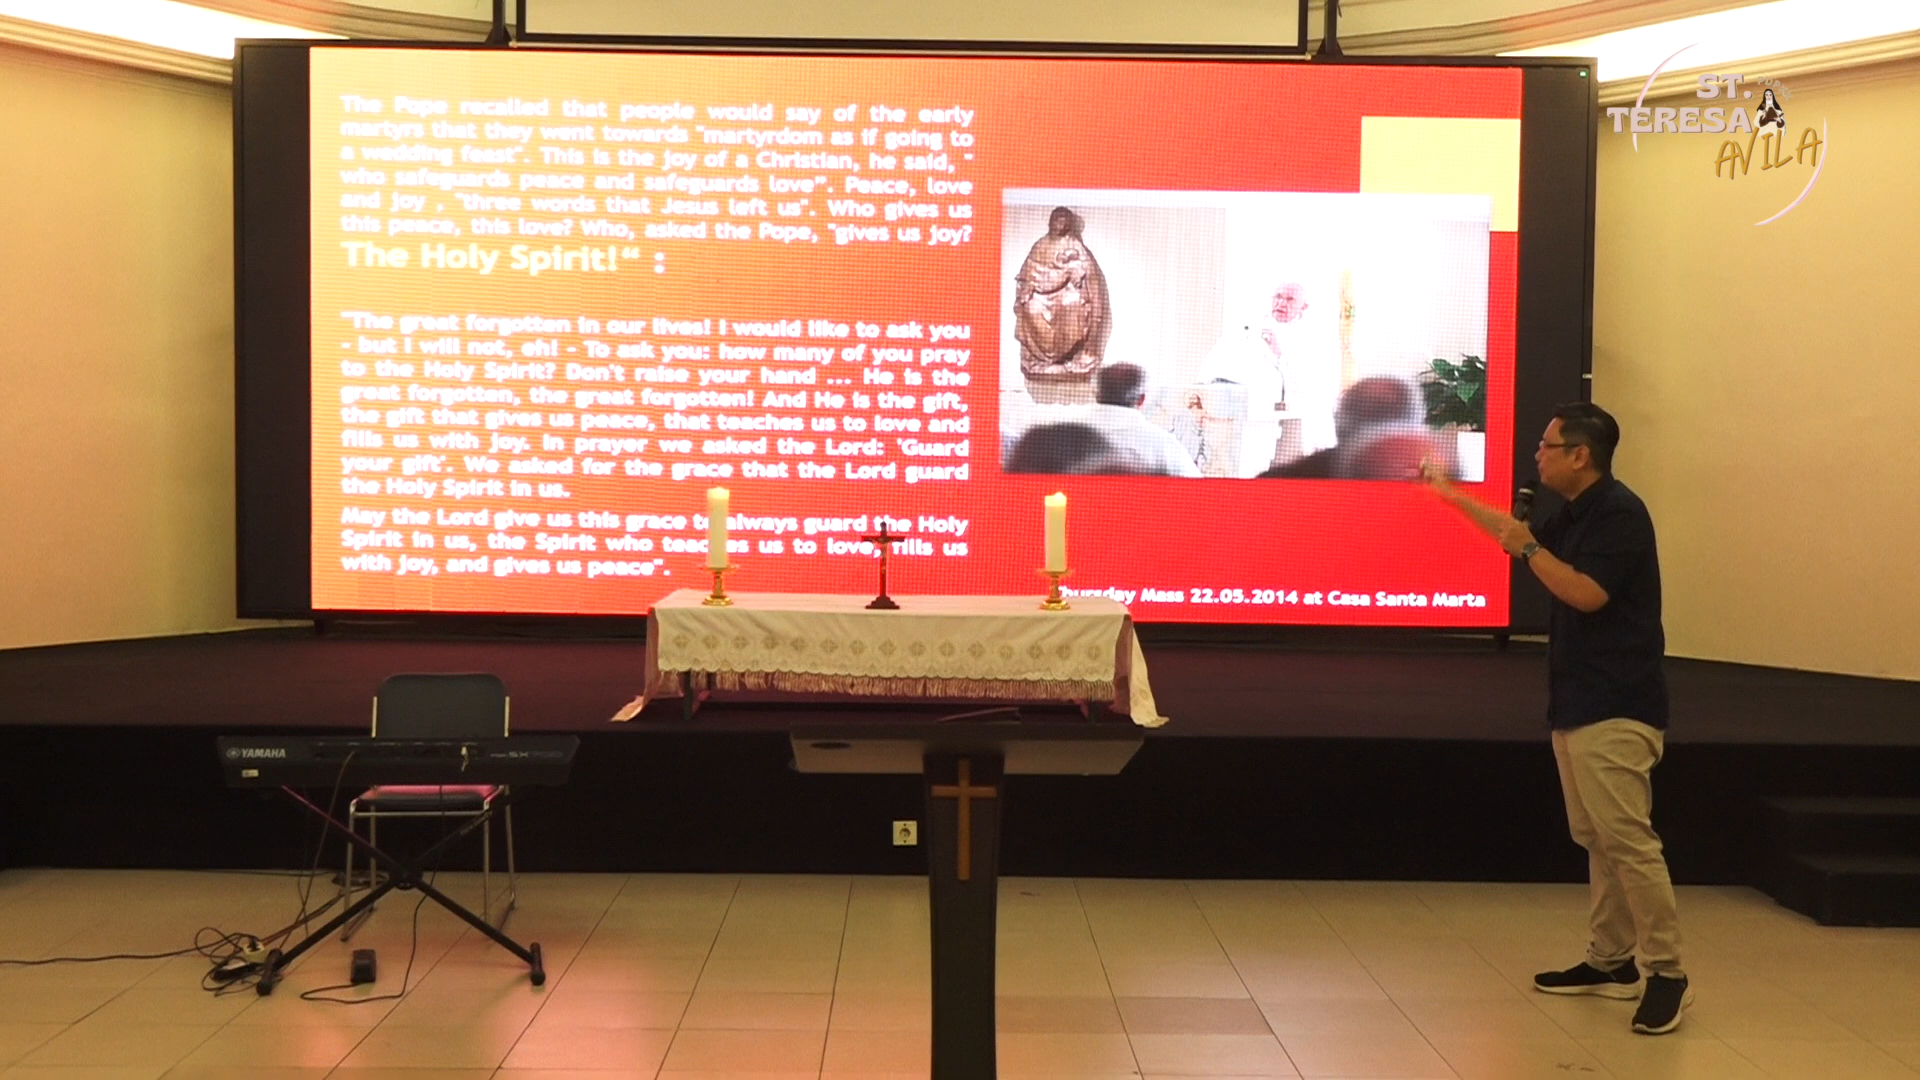 The Pope recalled that people would say of the early
martyrs that they went towards "martyrdom as if going to
a wedding feast". This is the joy of a Christian, he said, "
who safeguards peace and safeguards love”. Peace, love
and joy , "three words that Jesus left us". Who gives us
this peace, this love? Who, asked the Pope, "gives us joy?
The Holy Spirit!“ :
"The great forgotten in our lives! I would like to ask you
- but I will not, eh! - To ask you: how many of you pray
to the Holy Spirit? Don't raise your hand ... He is the
great forgotten, the great forgotten! And He is the gift,
the gift that gives us peace, that teaches us to love and
fills us with joy. In prayer we asked the Lord: 'Guard
your gift'. We asked for the grace that the Lord guard
the Holy Spirit in us.
May the Lord give us this grace to always guard the Holy
Spirit in us, the Spirit who teaches us to love, fills us
with joy, and gives us peace".
Thursday Mass 22.05.2014 at Casa Santa Marta
ST.
TERESA
AVILA
YAMAHA